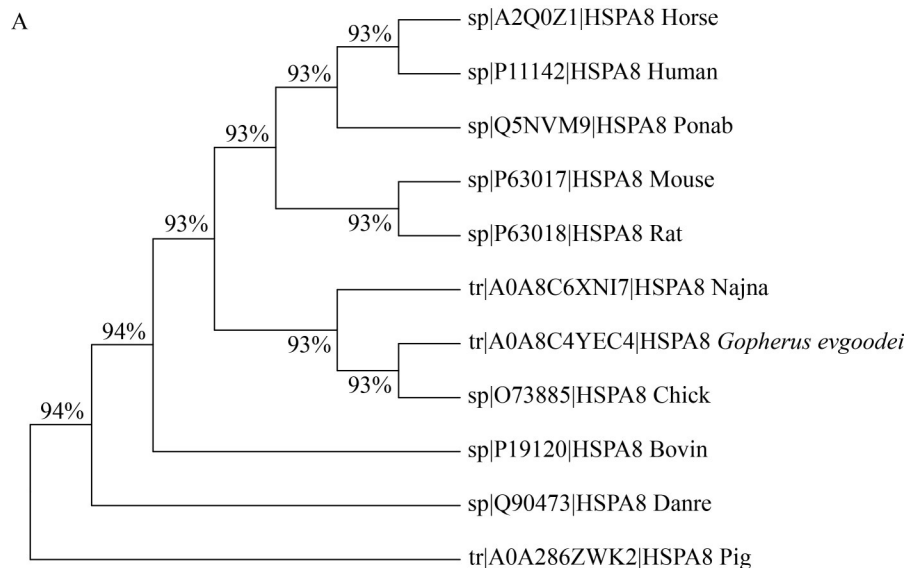 A
sp|A2Q0Z1|HSPA8 Horse
93%
sp|P11142|HSPA8 Human
93%
sp|Q5NVM9|HSPA8 Ponab
93%
sp|P63017|HSPA8 Mouse
93%
sp|P63018|HSPA8 Rat
93%
tr|A0A8C6XNI7|HSPA8 Najna
93%
tr|A0A8C4YEC4|HSPA8 Gopherus evgoodei
94%
93%
sp|O73885|HSPA8 Chick
94%
sp|P19120|HSPA8 Bovin
sp|Q90473|HSPA8 Danre
tr|A0A286ZWK2|HSPA8 Pig